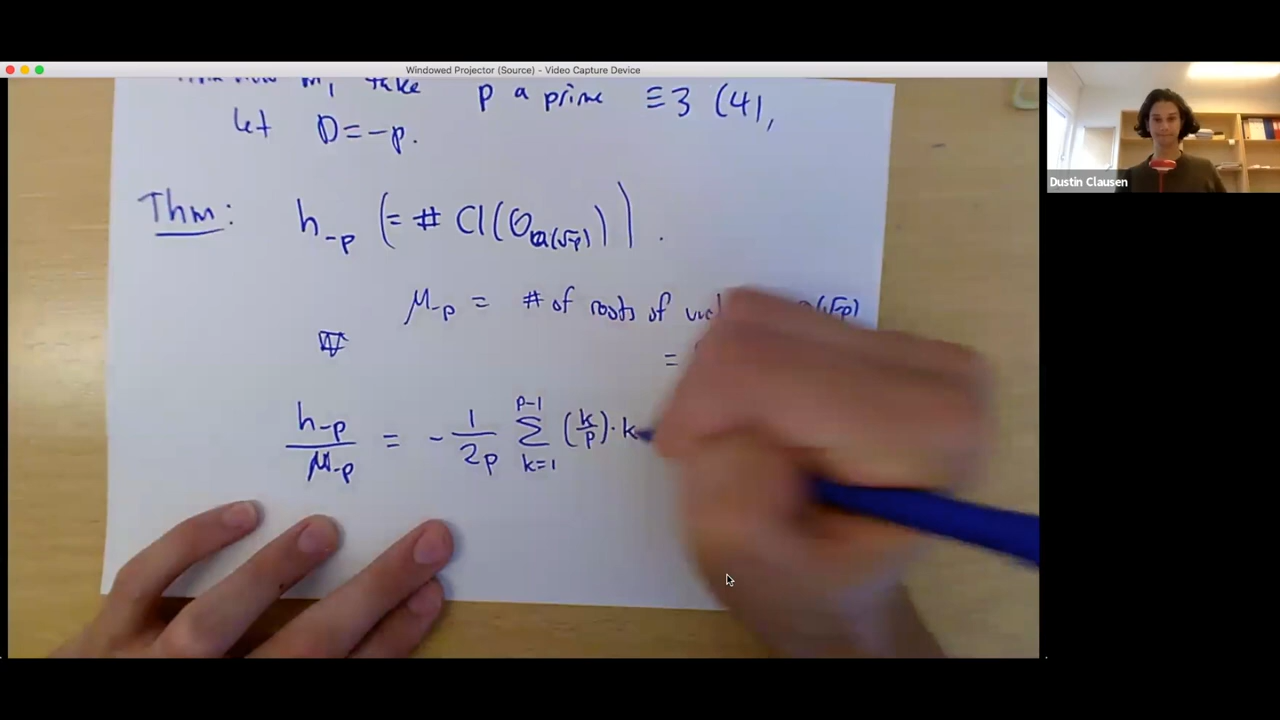 Windowed Projector (Source) - Video Capture Device
take p a prime ≡ 3 (4),
let D = -p.
Dustin Clausen
Thm: h_{-p} (= # Cl(O_{Q(√-p)})).
μ_{-p} = # of roots of
=
h_{-p}/μ_{-p} = - 1/2p ∑_{k=1}^{p-1} (k/p)·k